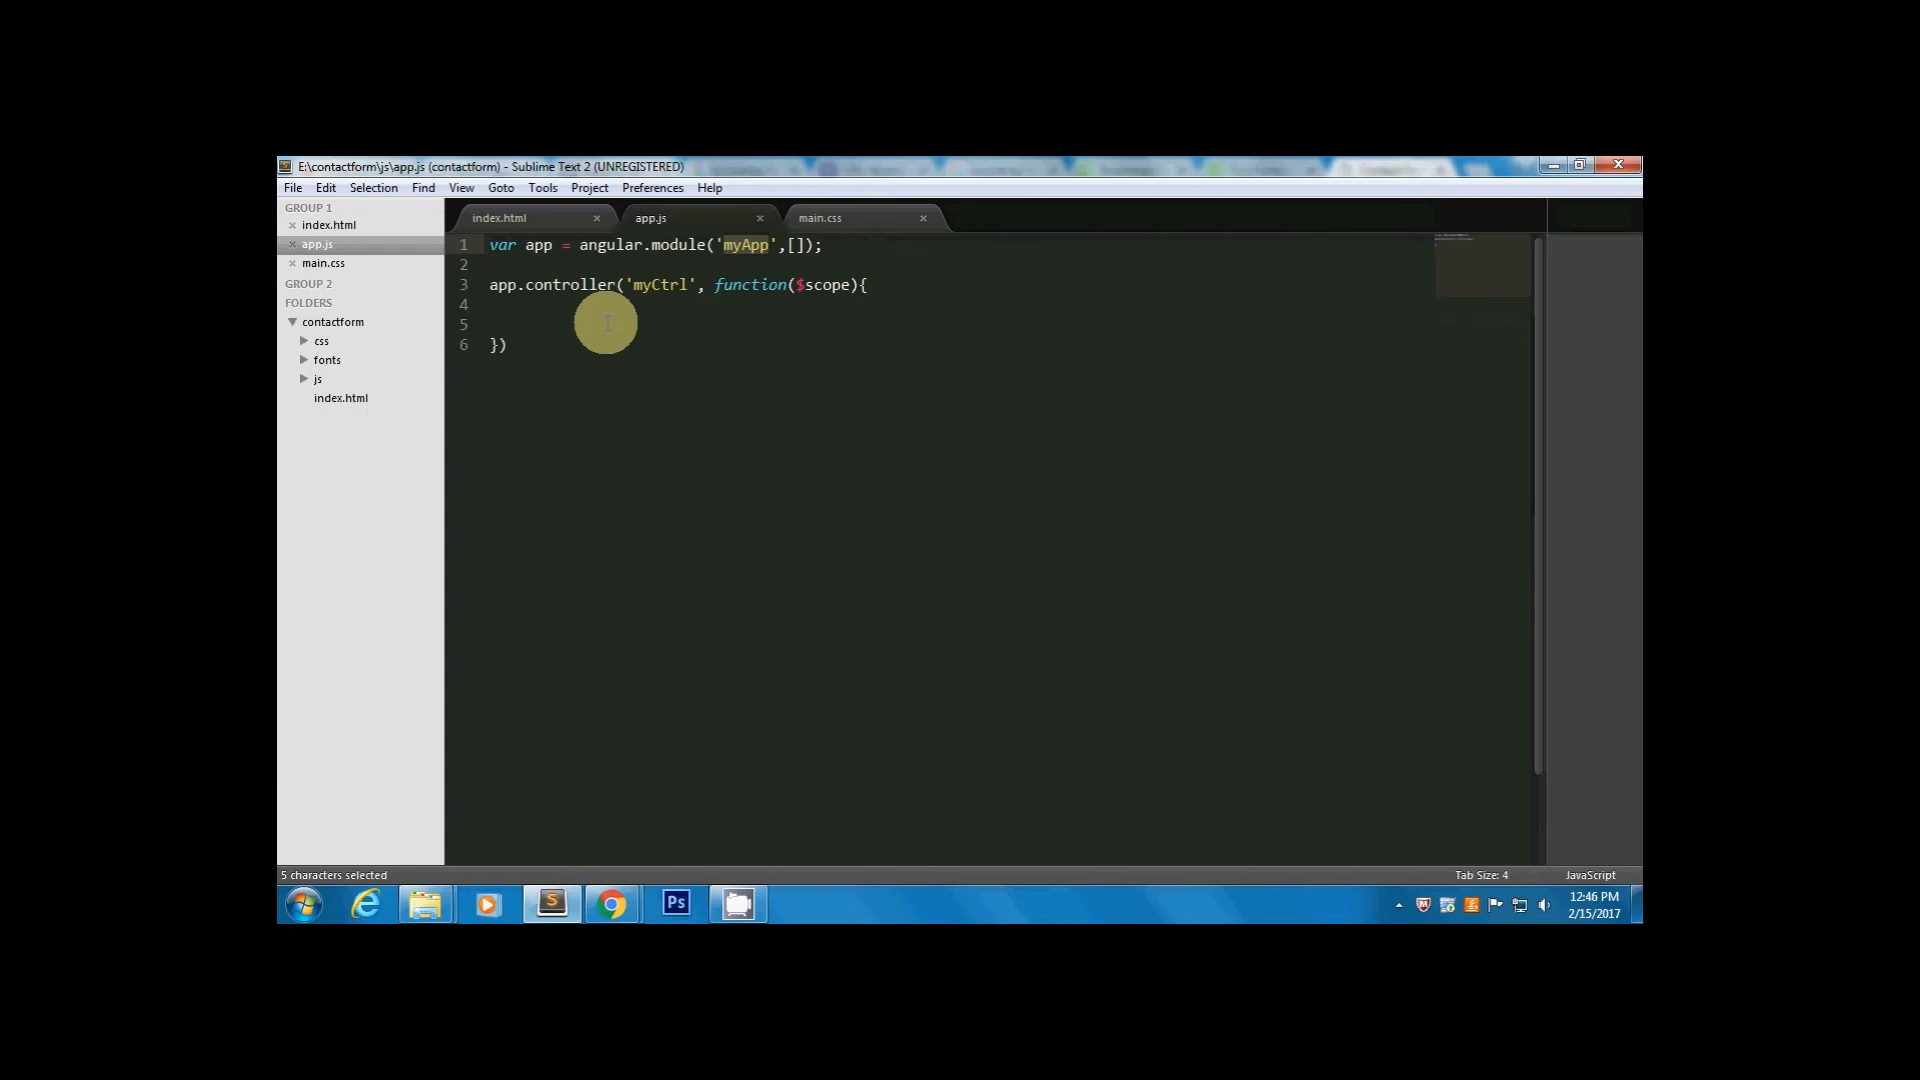 E:\contactform\js\app.js (contactform) - Sublime Text 2 (UNREGISTERED)
File Edit Selection Find View Goto Tools Project Preferences Help
GROUP 1
index.html
app.js
main.css
GROUP 2
FOLDERS
contactform
css
fonts
js
index.html
index.html app.js main.css
1 var app = angular.module('myApp',[]);
2
3 app.controller('myCtrl', function($scope){
4
5
6 })
5 characters selected Tab Size: 4 JavaScript
Ps
12:46 PM
2/15/2017